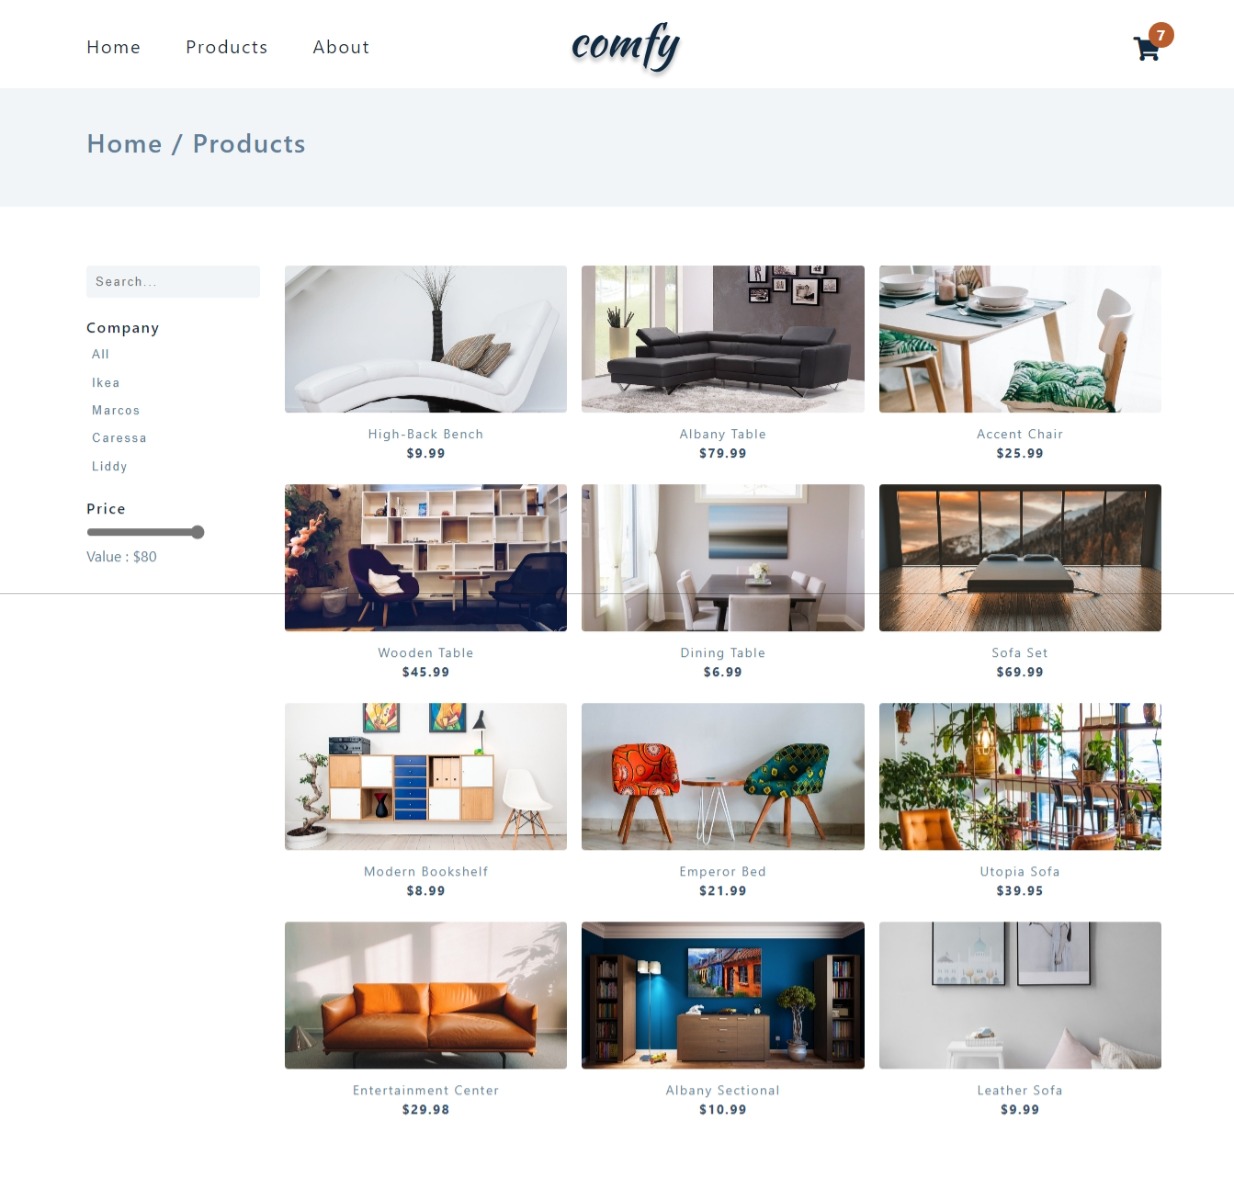 Home Products About
comfy
7
Home / Products
Search...
Company
All
Ikea
Marcos
Caressa
Liddy
Price
Value : $80
High-Back Bench
$9.99
Albany Table
$79.99
Accent Chair
$25.99
Wooden Table
$45.99
Dining Table
$6.99
Sofa Set
$69.99
Modern Bookshelf
$8.99
Emperor Bed
$21.99
Utopia Sofa
$39.95
Entertainment Center
$29.98
Albany Sectional
$10.99
Leather Sofa
$9.99